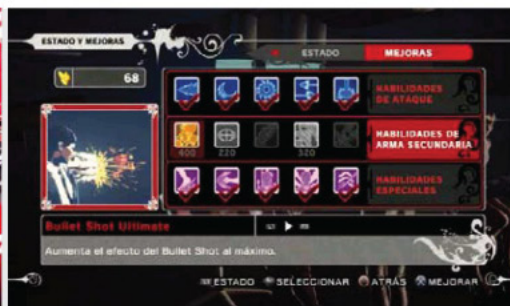 ESTADO Y MEJORAS
ESTADO
MEJORAS
68
HABILIDADES
DE ATAQUE
400
220
320
HABILIDADES DE
ARMA SECUNDARIA
HABILIDADES
ESPECIALES
Bullet Shot Ultimate
Aumenta el efecto del Bullet Shot al máximo.
ESTADO
SELECCIONAR
ATRÁS
MEJORAR